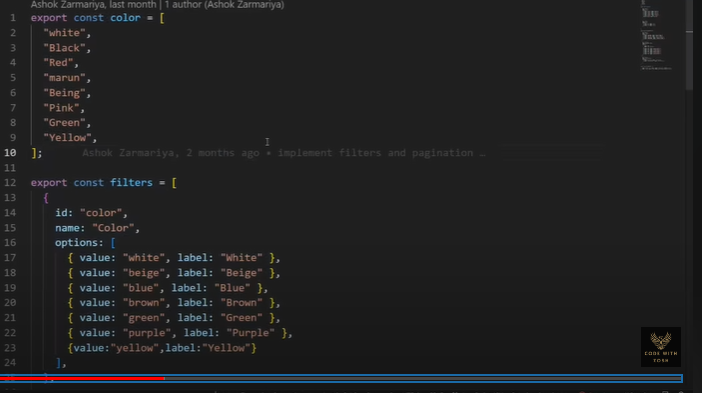 Ashok Zarmariya, last month | 1 author (Ashok Zarmariya)
1 export const color = [
2 "white",
3 "Black",
4 "Red",
5 "marun",
6 "Being",
7 "Pink",
8 "Green",
9 "Yellow",
10 ]; Ashok Zarmariya, 2 months ago • implement filters and pagination …
11
12 export const filters = [
13 {
14 id: "color",
15 name: "Color",
16 options: [
17 { value: "white", label: "White" },
18 { value: "beige", label: "Beige" },
19 { value: "blue", label: "Blue" },
20 { value: "brown", label: "Brown" },
21 { value: "green", label: "Green" },
22 { value: "purple", label: "Purple" },
23 {value:"yellow",label:"Yellow"}
24 ],
CODE WITH
YOSH